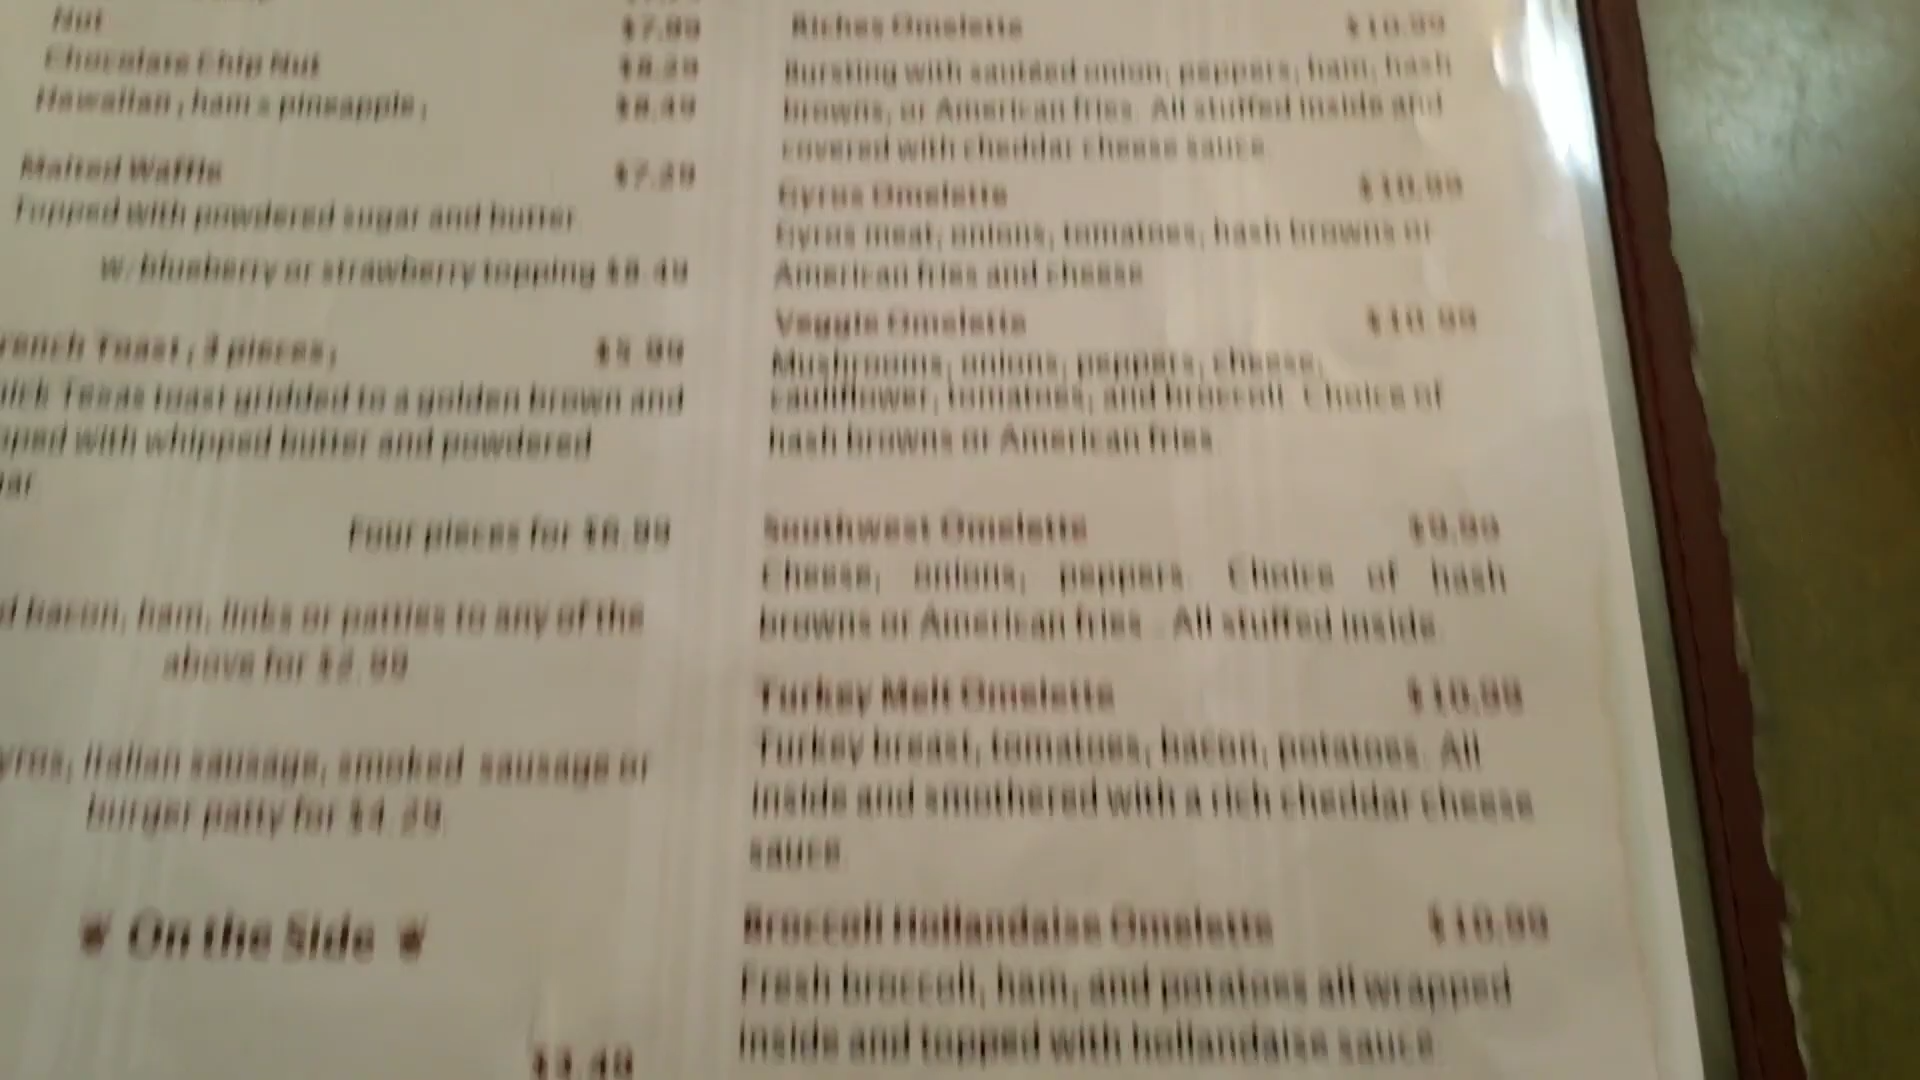 Nut $7.99
Chocolate Chip Nut $8.29
Hawaiian (ham & pineapple) $8.49
Malted Waffle $7.29
Topped with powdered sugar and butter
w/blueberry or strawberry topping $8.49
French Toast (3 pieces) $5.99
Texas toast gridded to a golden brown and
with whipped butter and powdered
Four pieces for $6.99
bacon, ham, links or patties to any of the
above for $2.99
Italian sausage, smoked sausage or
burger patty for $4.29.
On the Side
$3.49
Riches Omelette $10.99
Bursting with sautéed onion, peppers, ham, hash
browns, or American fries. All stuffed inside and
covered with cheddar cheese sauce.
Gyros Omelette $10.99
Gyros meat, onions, tomatoes, hash browns or
American fries and cheese
Veggie Omelette $10.99
Mushrooms, onions, peppers, cheese,
cauliflower, tomatoes, and broccoli. Choice of
hash browns or American fries.
Southwest Omelette $9.99
Cheese, onions, peppers. Choice of hash
browns or American fries. All stuffed inside.
Turkey Melt Omelette $10.99
Turkey breast, tomatoes, bacon, potatoes. All
inside and smothered with a rich cheddar cheese
sauce.
Broccoli Hollandaise Omelette $10.99
Fresh broccoli, ham, and potatoes all wrapped
inside and topped with hollandaise sauce.